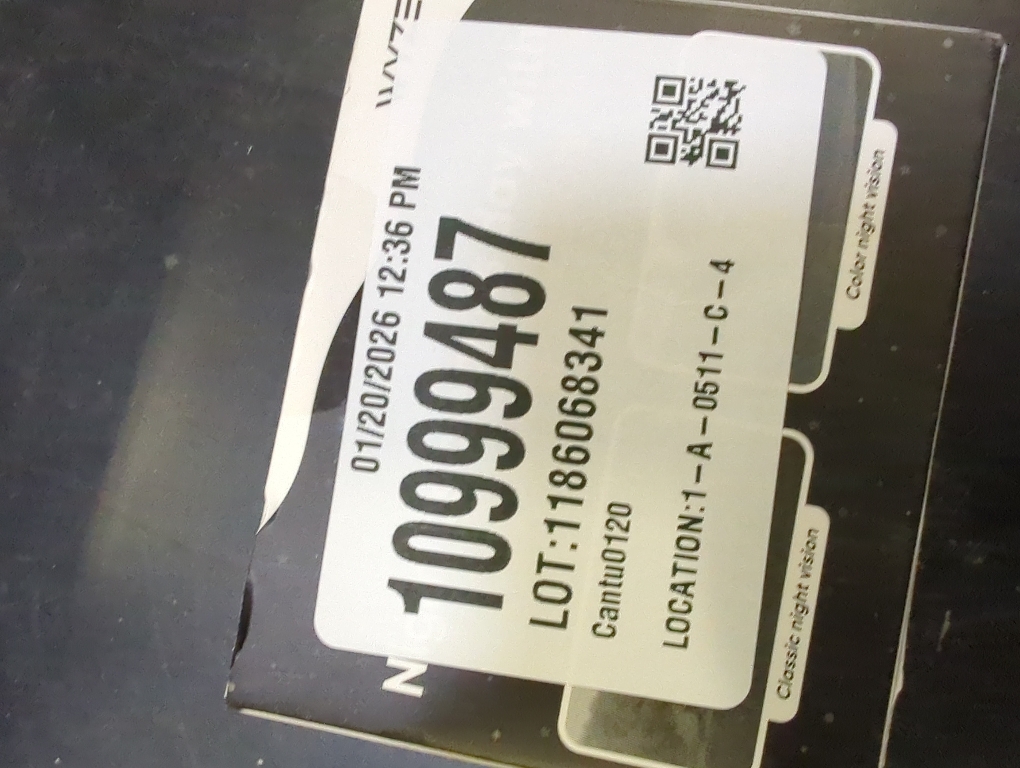 WYZE
01/20/2026 12:36 PM
10999487
LOT:1186068341
Cantu0120
LOCATION:1-A-0511-C-4
N
Classic night vision
Color night vision